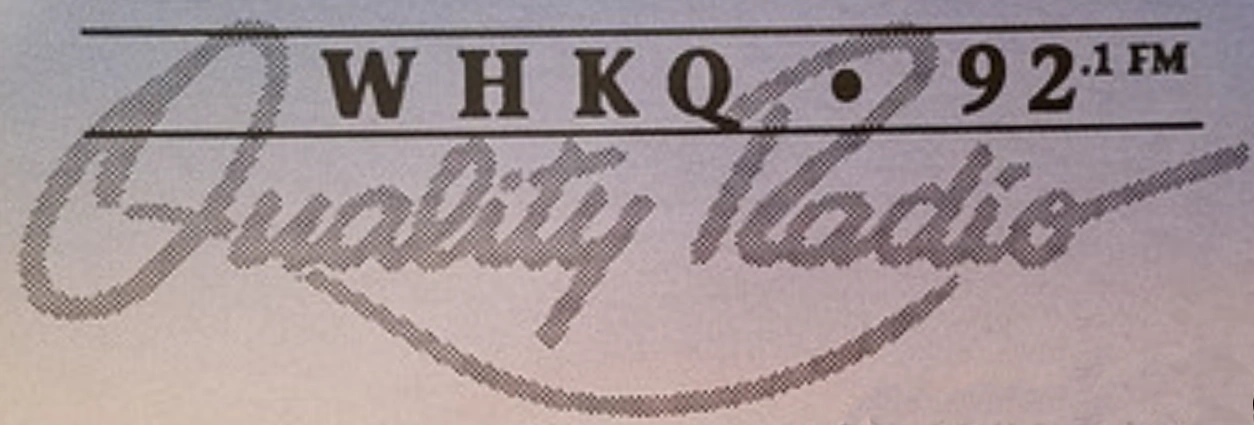 WHKQ • 92.1 FM
Quality Radio